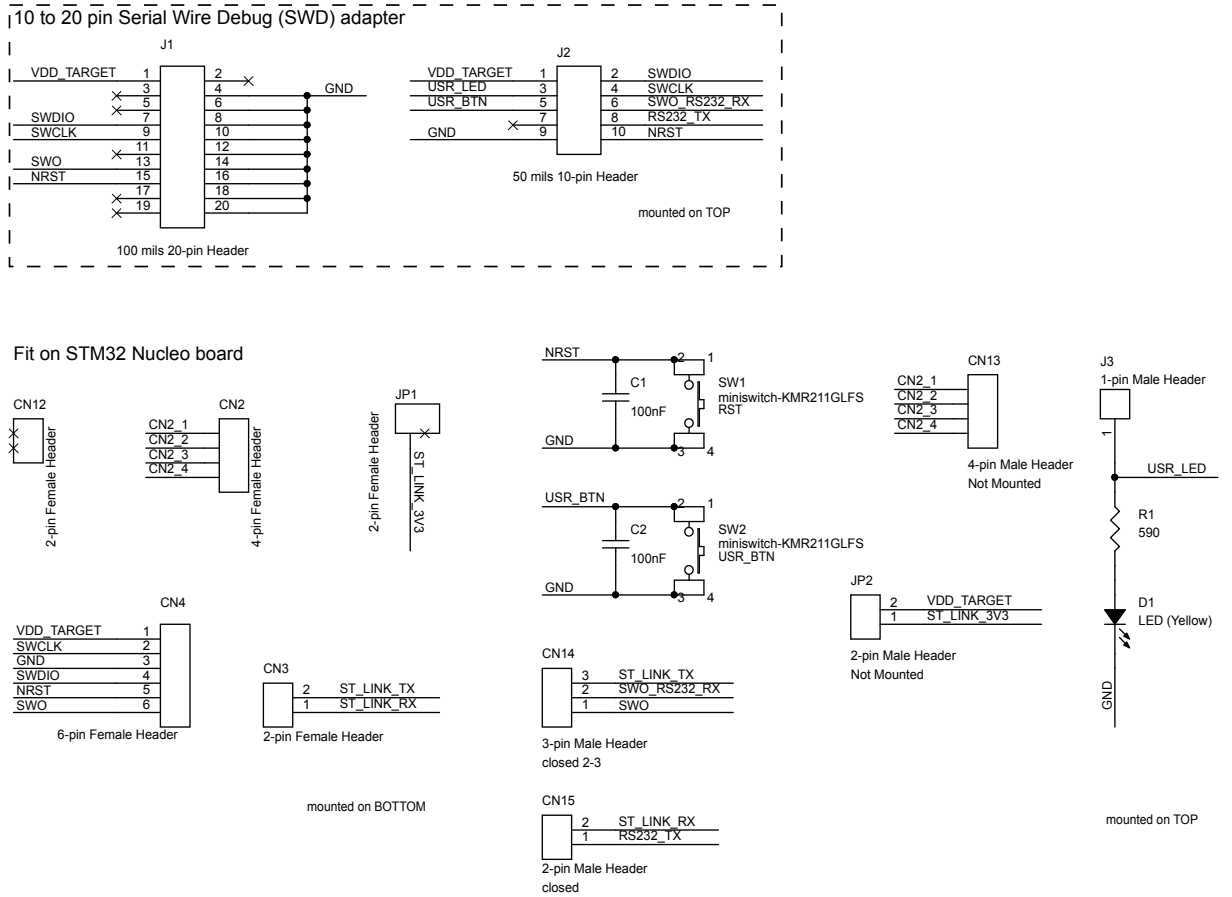 10 to 20 pin Serial Wire Debug (SWD) adapter
J1
VDD_TARGET 1 2
3 4 GND
5 6
SWDIO 7 8
SWCLK 9 10
11 12
SWO 13 14
NRST 15 16
17 18
19 20
100 mils 20-pin Header
J2
VDD_TARGET 1 2 SWDIO
USR_LED 3 4 SWCLK
USR_BTN 5 6 SWO_RS232_RX
7 8 RS232_TX
GND 9 10 NRST
50 mils 10-pin Header
mounted on TOP
Fit on STM32 Nucleo board
CN12
2-pin Female Header
CN2
CN2_1
CN2_2
CN2_3
CN2_4
4-pin Female Header
JP1
2-pin Female Header
ST_LINK_3V3
NRST
2 1
C1
100nF
SW1
miniswitch-KMR211GLFS
RST
GND
3 4
USR_BTN
2 1
C2
100nF
SW2
miniswitch-KMR211GLFS
USR_BTN
GND
3 4
CN13
CN2_1
CN2_2
CN2_3
CN2_4
4-pin Male Header
Not Mounted
J3
1-pin Male Header
1
USR_LED
R1
590
D1
LED (Yellow)
GND
JP2
2 VDD_TARGET
1 ST_LINK_3V3
2-pin Male Header
Not Mounted
CN4
VDD_TARGET 1
SWCLK 2
GND 3
SWDIO 4
NRST 5
SWO 6
6-pin Female Header
CN3
2 ST_LINK_TX
1 ST_LINK_RX
2-pin Female Header
CN14
3 ST_LINK_TX
2 SWO_RS232_RX
1 SWO
3-pin Male Header
closed 2-3
mounted on BOTTOM
CN15
2 ST_LINK_RX
1 RS232_TX
2-pin Male Header
closed
mounted on TOP